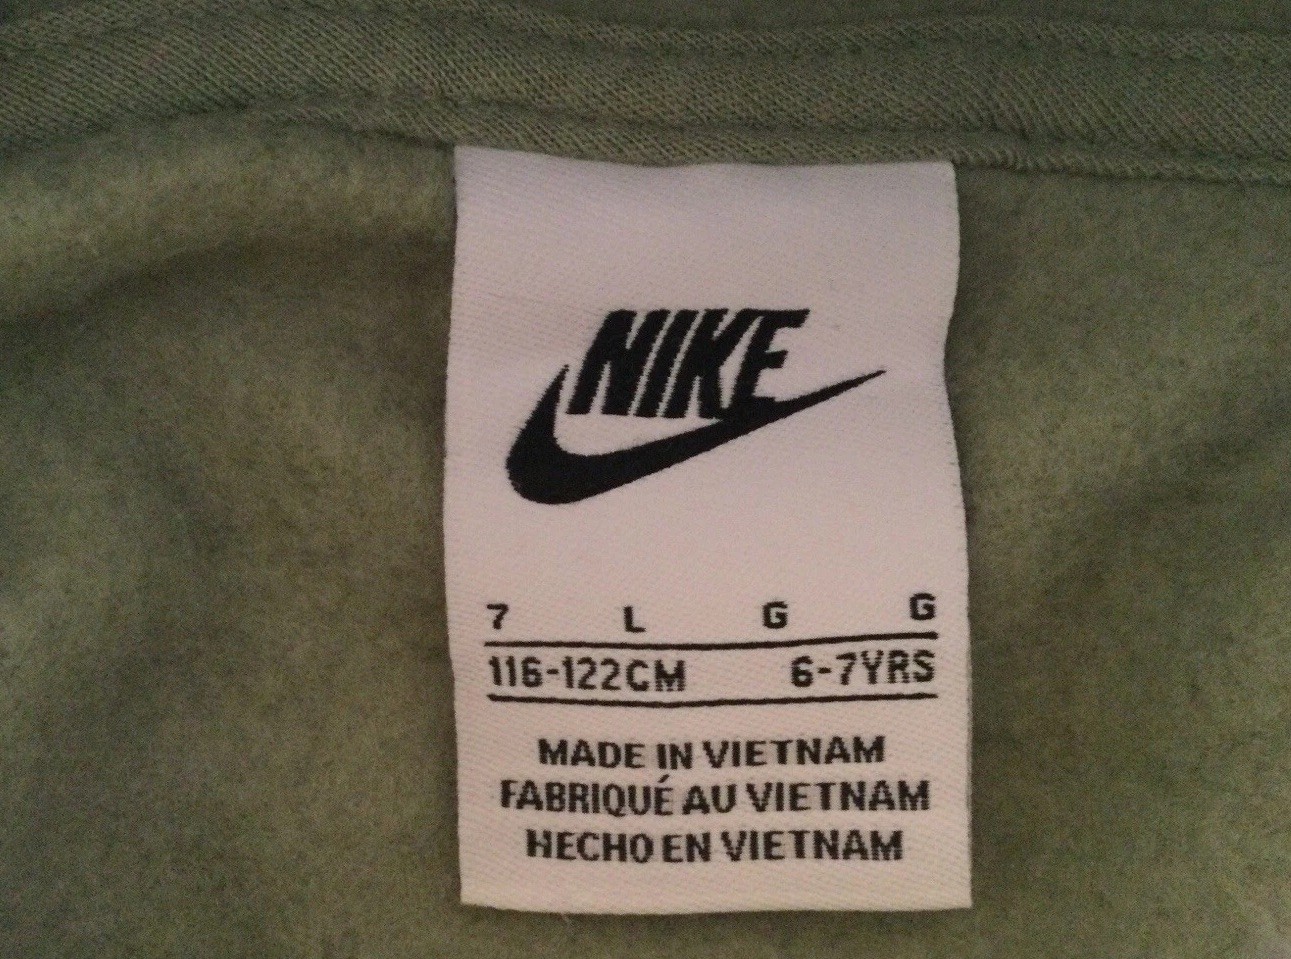 NIKE
7 L G G
116-122CM 6-7YRS
MADE IN VIETNAM
FABRIQUÉ AU VIETNAM
HECHO EN VIETNAM